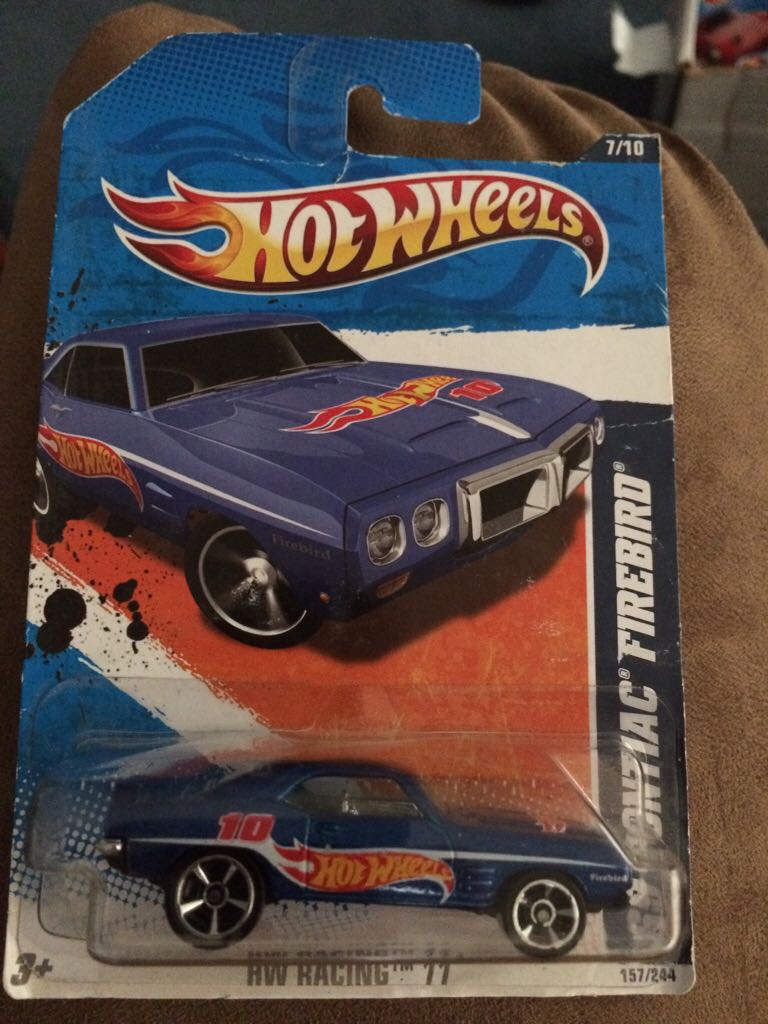 7/10
HOT WHEELS®
HOT WHEELS 10
HOT WHEELS
Firebird
PONTIAC® FIREBIRD®
10
HOT WHEELS
Firebird
HW RACING™ 11
3+
157/244